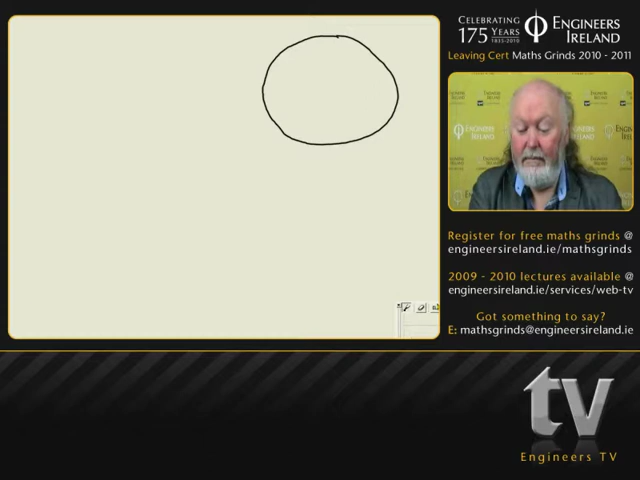 CELEBRATING
175 YEARS
1835-2010
ENGINEERS
IRELAND
Leaving Cert Maths Grinds 2010 - 2011
ENGINEERS
IRELAND
Register for free maths grinds @
engineersireland.ie/mathsgrinds
2009 - 2010 lectures available @
engineersireland.ie/services/web-tv
Got something to say?
E: mathsgrinds@engineersireland.ie
tv
Engineers TV